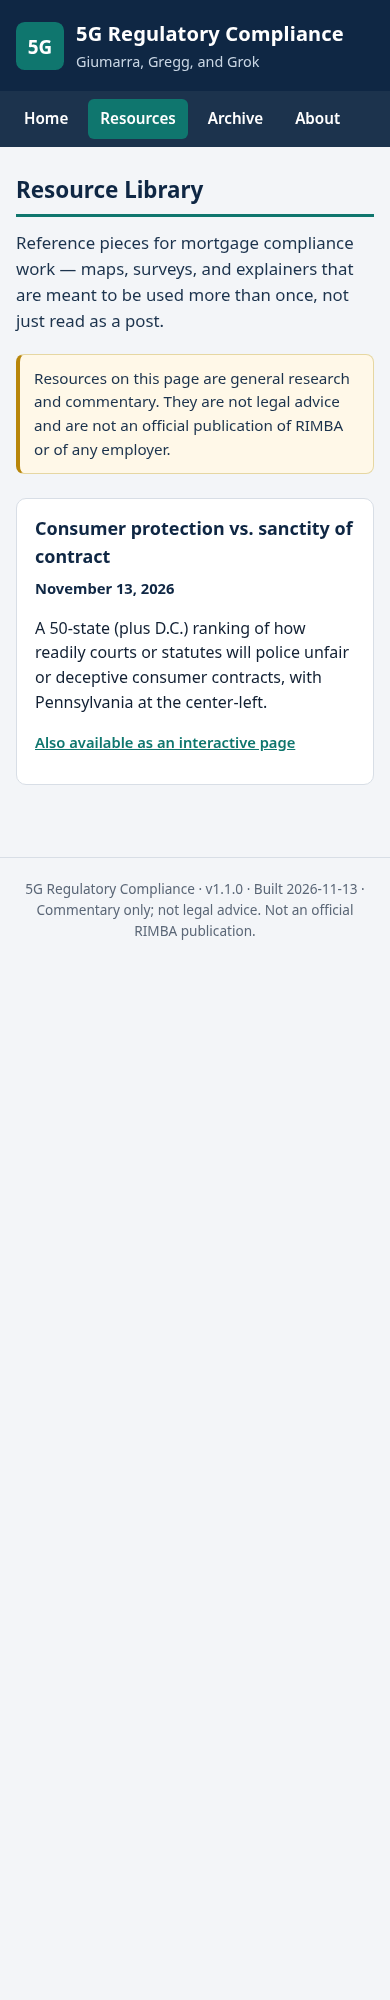 5G
5G Regulatory Compliance
Giumarra, Gregg, and Grok
Home Resources Archive About
Resource Library
Reference pieces for mortgage compliance
work — maps, surveys, and explainers that
are meant to be used more than once, not
just read as a post.
Resources on this page are general research
and commentary. They are not legal advice
and are not an official publication of RIMBA
or of any employer.
Consumer protection vs. sanctity of
contract
November 13, 2026
A 50-state (plus D.C.) ranking of how
readily courts or statutes will police unfair
or deceptive consumer contracts, with
Pennsylvania at the center-left.
Also available as an interactive page
5G Regulatory Compliance · v1.1.0 · Built 2026-11-13 ·
Commentary only; not legal advice. Not an official
RIMBA publication.